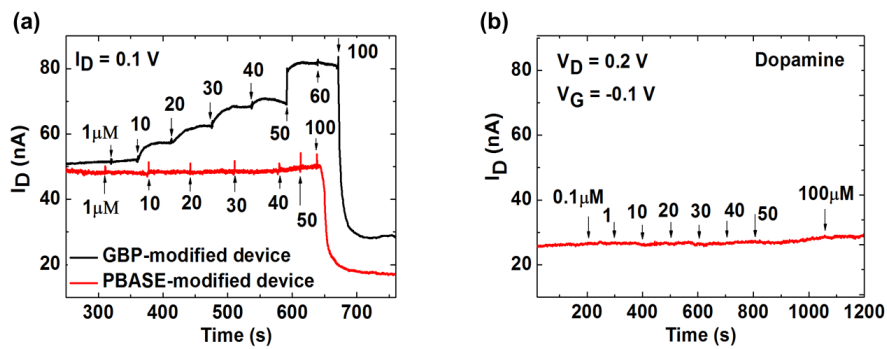 (a)
I_D = 0.1 V
100
80
60
40
20
I_D (nA)
1μM
10
20
30
40
50
60
100
1μM
10
20
30
40
50
GBP-modified device
PBASE-modified device
300 400 500 600 700
Time (s)
(b)
V_D = 0.2 V
Dopamine
V_G = -0.1 V
80
60
40
20
I_D (nA)
0.1μM
1
10
20
30
40
50
100μM
200 400 600 800 1000 1200
Time (s)